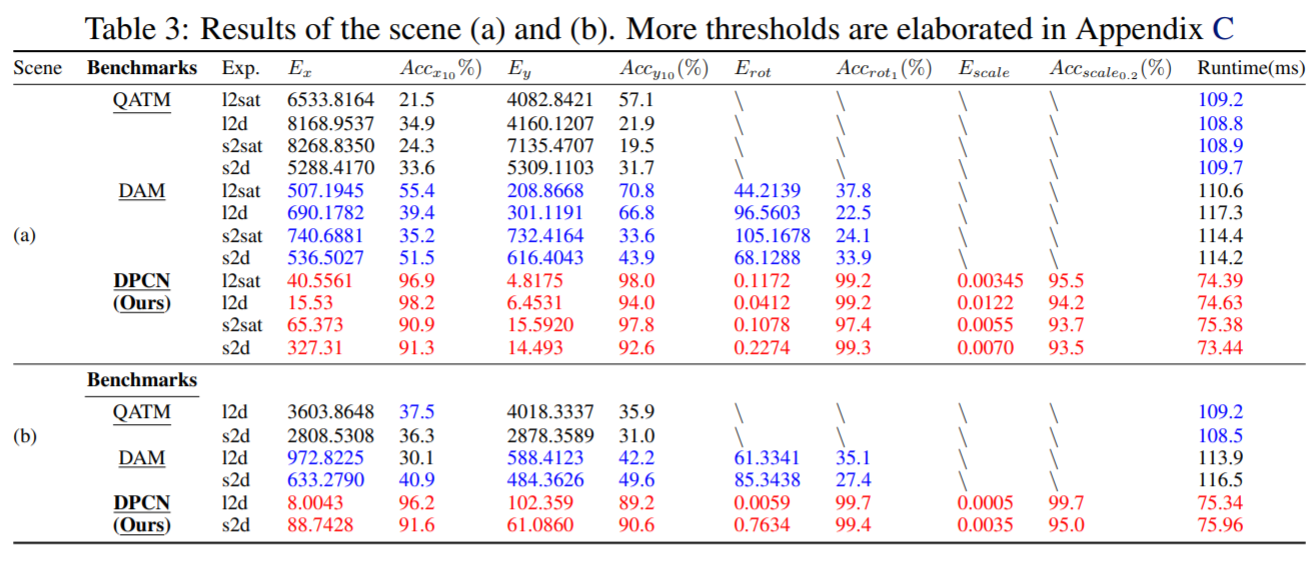 Table 3: Results of the scene (a) and (b). More thresholds are elaborated in Appendix C
Scene Benchmarks Exp. E_x Acc_{x_{10}}%) E_y Acc_{y_{10}}(%) E_{rot} Acc_{rot_1}(%) E_{scale} Acc_{scale_{0.2}}(%) Runtime(ms)
QATM l2sat 6533.8164 21.5 4082.8421 57.1 \ \ \ \ 109.2
l2d 8168.9537 34.9 4160.1207 21.9 \ \ \ \ 108.8
s2sat 8268.8350 24.3 7135.4707 19.5 \ \ \ \ 108.9
s2d 5288.4170 33.6 5309.1103 31.7 \ \ \ \ 109.7
DAM l2sat 507.1945 55.4 208.8668 70.8 44.2139 37.8 \ \ 110.6
l2d 690.1782 39.4 301.1191 66.8 96.5603 22.5 \ \ 117.3
(a) s2sat 740.6881 35.2 732.4164 33.6 105.1678 24.1 \ \ 114.4
s2d 536.5027 51.5 616.4043 43.9 68.1288 33.9 \ \ 114.2
DPCN l2sat 40.5561 96.9 4.8175 98.0 0.1172 99.2 0.00345 95.5 74.39
(Ours) l2d 15.53 98.2 6.4531 94.0 0.0412 99.2 0.0122 94.2 74.63
s2sat 65.373 90.9 15.5920 97.8 0.1078 97.4 0.0055 93.7 75.38
s2d 327.31 91.3 14.493 92.6 0.2274 99.3 0.0070 93.5 73.44
Benchmarks
QATM l2d 3603.8648 37.5 4018.3337 35.9 \ \ \ \ 109.2
(b) s2d 2808.5308 36.3 2878.3589 31.0 \ \ \ \ 108.5
DAM l2d 972.8225 30.1 588.4123 42.2 61.3341 35.1 \ \ 113.9
s2d 633.2790 40.9 484.3626 49.6 85.3438 27.4 \ \ 116.5
DPCN l2d 8.0043 96.2 102.359 89.2 0.0059 99.7 0.0005 99.7 75.34
(Ours) s2d 88.7428 91.6 61.0860 90.6 0.7634 99.4 0.0035 95.0 75.96